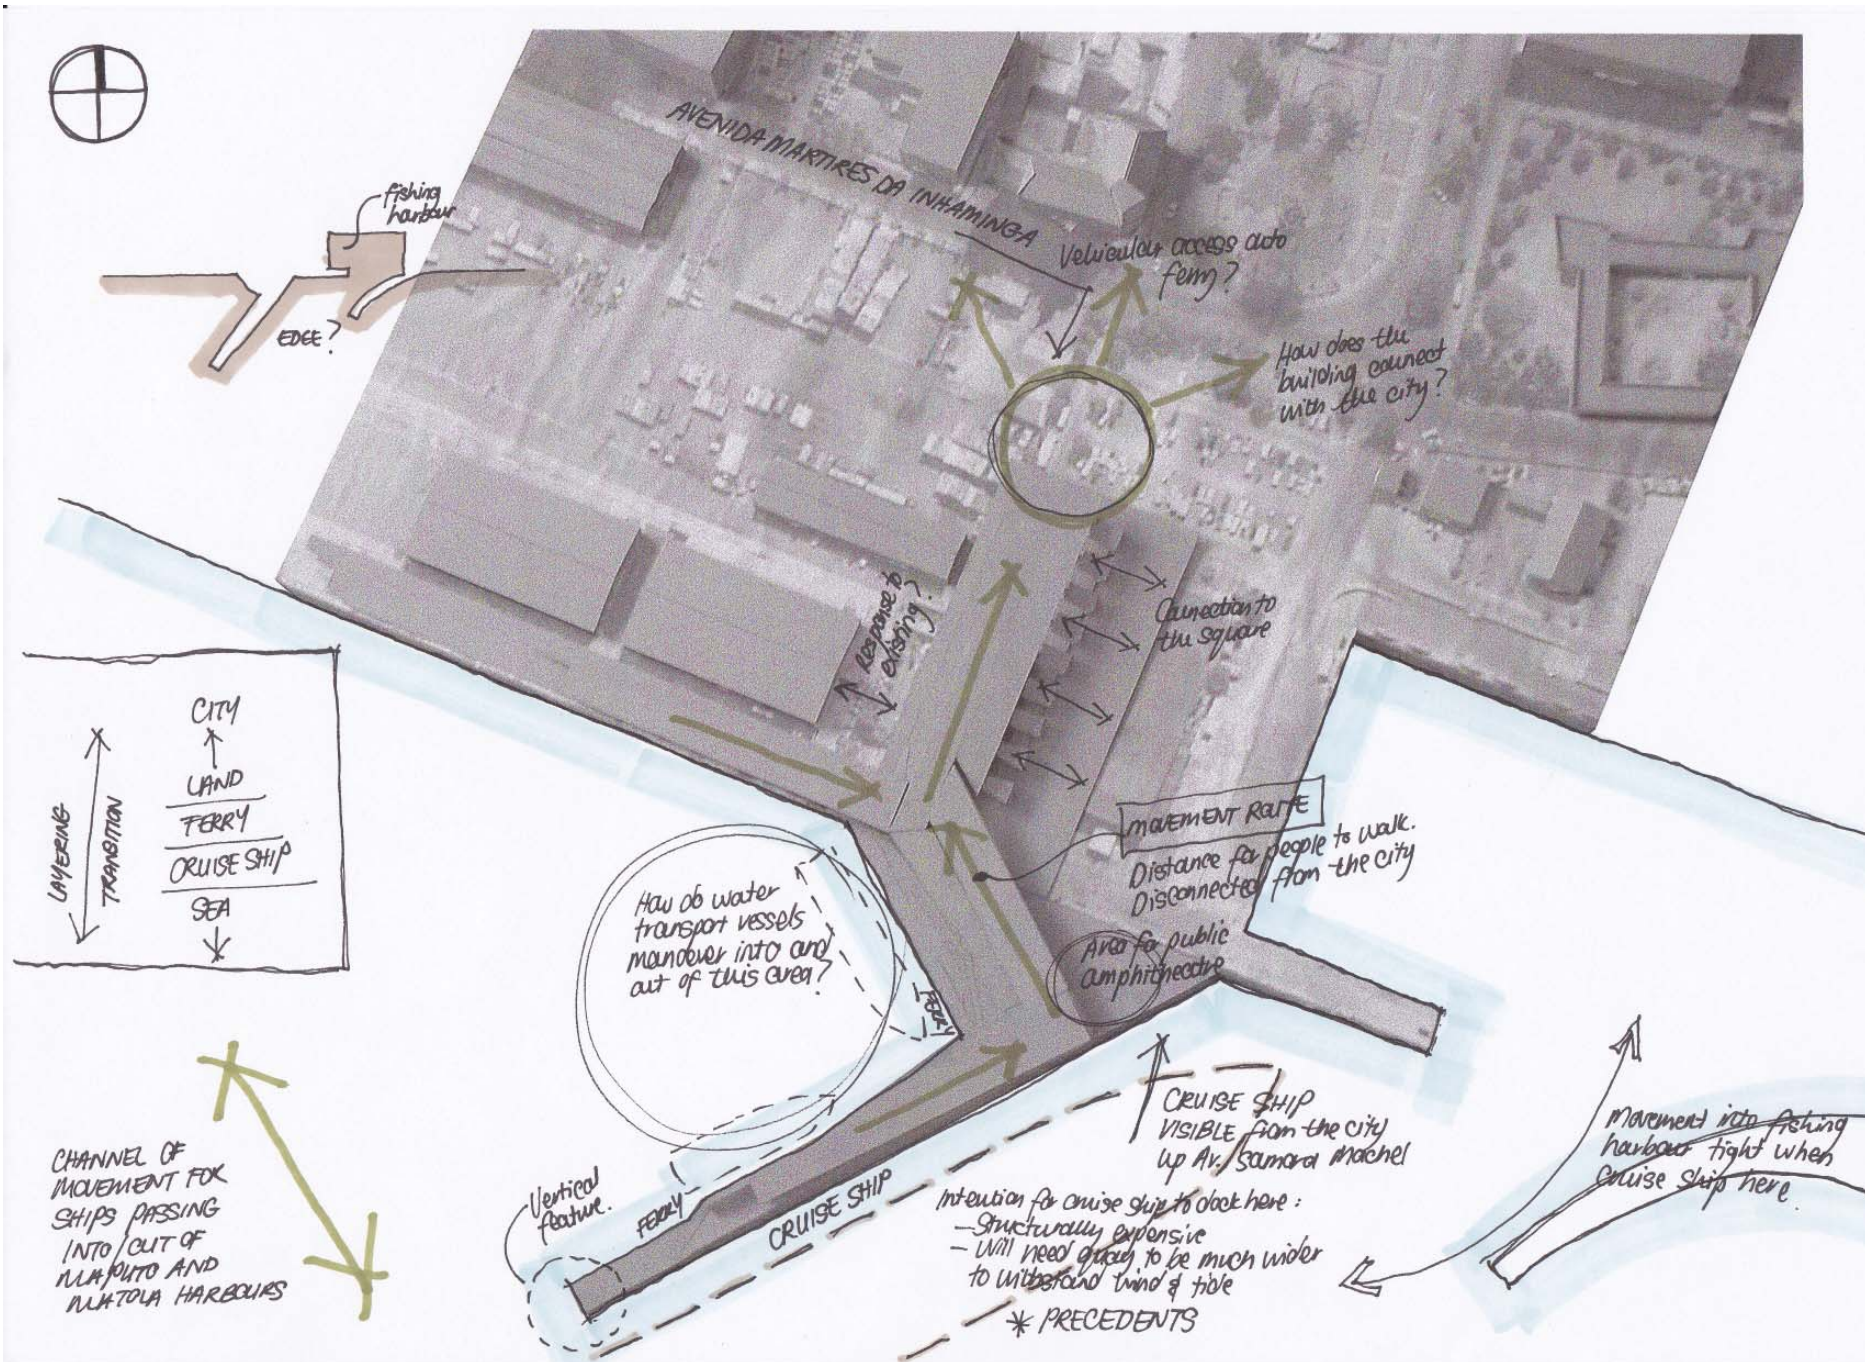 fishing
harbour
EDGE?
AVENIDA MARTIRES DA INHAMINGA
Vehicular access auto
ferry?
How does the
building connect
with the city?
Response to
existing?
Connection to
the square
CITY
LAND
FERRY
CRUISE SHIP
SEA
LAYERING
TRANSITION
MOVEMENT ROUTE
Distance for people to walk.
Disconnected from the city
Area for public
amphitheatre
How do water
transport vessels
manoever into and
out of this area?
FERRY
CHANNEL OF
MOVEMENT FOR
SHIPS PASSING
INTO/OUT OF
MAPUTO AND
MATOLA HARBOURS
Vertical
feature.
FERRY
CRUISE SHIP
CRUISE SHIP
VISIBLE from the city
up Av. Samora Machel
Intention for cruise ship to dock here:
- Structurally expensive
- Will need quay to be much wider
to withstand wind & tide
* PRECEDENTS
Movement into fishing
harbour tight when
cruise ship here.